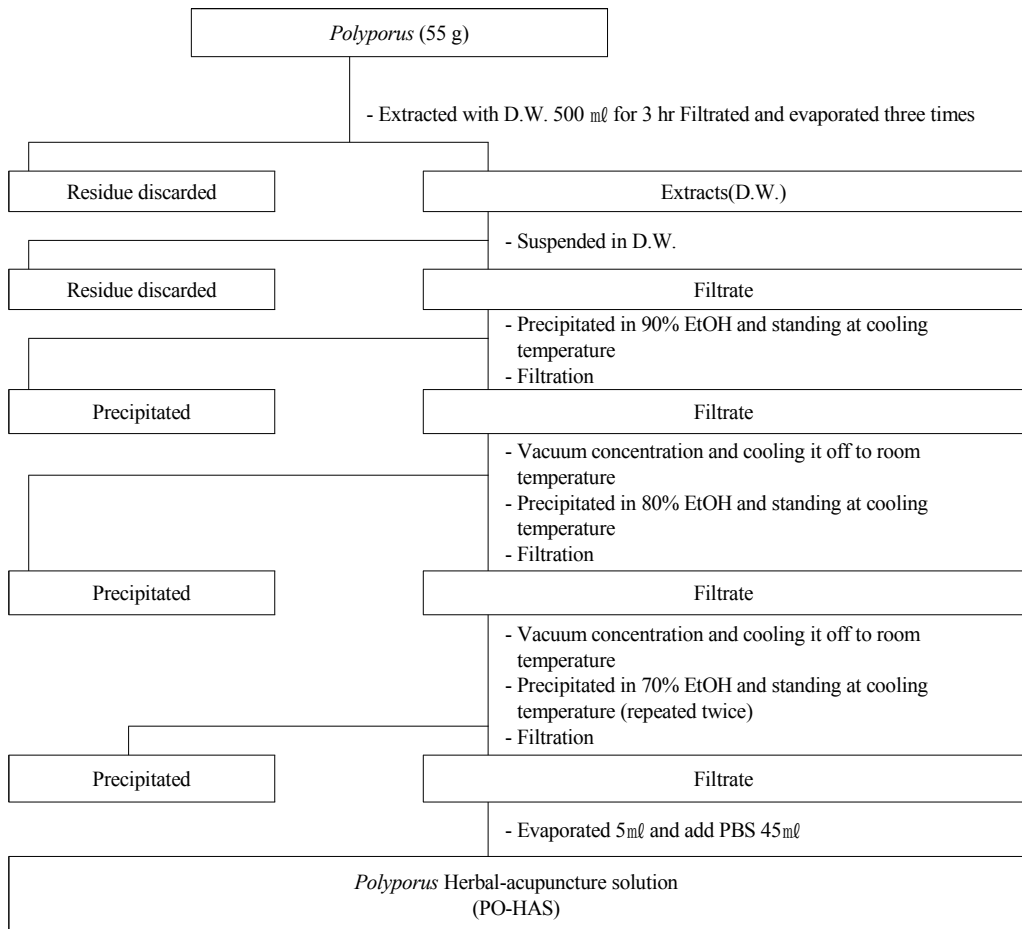 Polyporus (55 g)
- Extracted with D.W. 500 ㎖ for 3 hr Filtrated and evaporated three times
Residue discarded
Extracts(D.W.)
- Suspended in D.W.
Residue discarded
Filtrate
- Precipitated in 90% EtOH and standing at cooling
temperature
- Filtration
Precipitated
Filtrate
- Vacuum concentration and cooling it off to room
temperature
- Precipitated in 80% EtOH and standing at cooling
temperature
- Filtration
Precipitated
Filtrate
- Vacuum concentration and cooling it off to room
temperature
- Precipitated in 70% EtOH and standing at cooling
temperature (repeated twice)
- Filtration
Precipitated
Filtrate
- Evaporated 5㎖ and add PBS 45㎖
Polyporus Herbal-acupuncture solution
(PO-HAS)